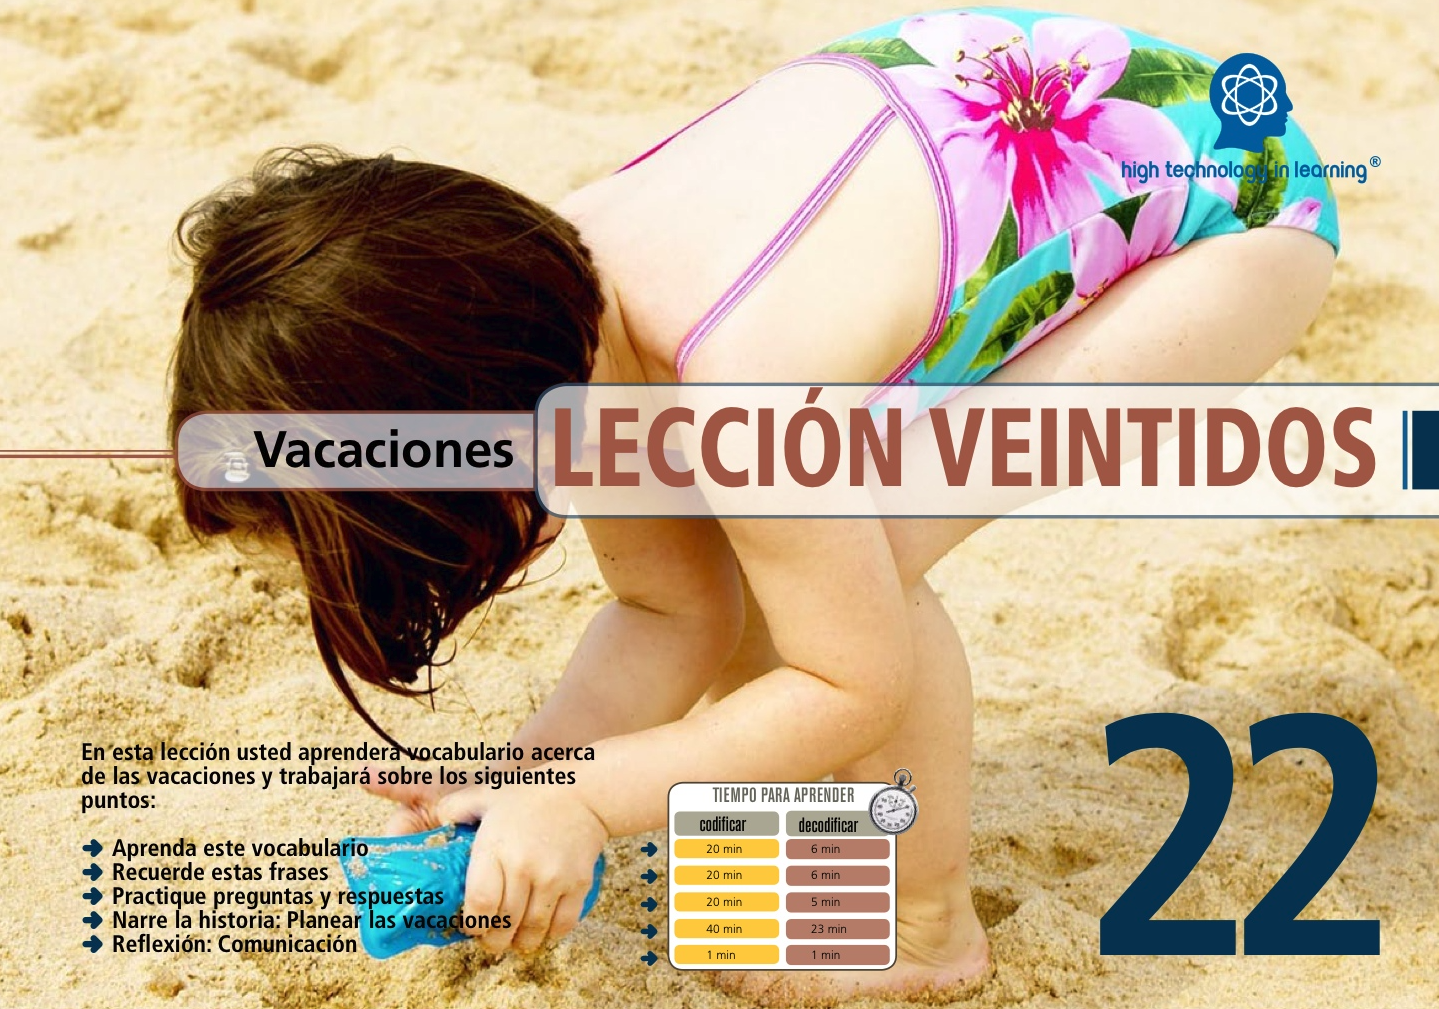 high technology in learning®
Vacaciones
LECCIÓN VEINTIDOS
En esta lección usted aprenderá vocabulario acerca
de las vacaciones y trabajará sobre los siguientes
puntos:
Aprenda este vocabulario
Recuerde estas frases
Practique preguntas y respuestas
Narre la historia: Planear las vacaciones
Reflexión: Comunicación
TIEMPO PARA APRENDER
codificar decodificar
20 min 6 min
20 min 6 min
20 min 5 min
40 min 23 min
1 min 1 min
22